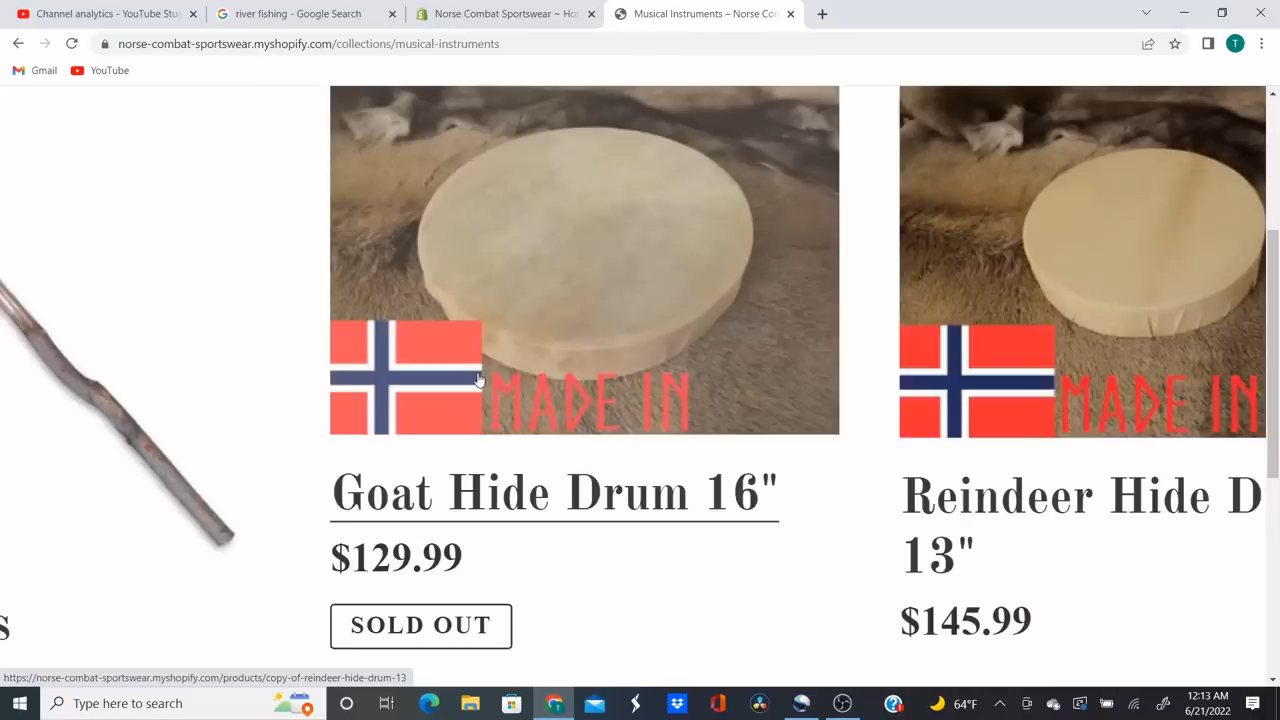 Channel analytics - YouTube Stu
river fishing - Google Search
Norse Combat Sportswear ~ Ho
Musical Instruments – Norse Con
norse-combat-sportswear.myshopify.com/collections/musical-instruments
T
Gmail
YouTube
MADE IN
MADE IN
Goat Hide Drum 16"
$129.99
SOLD OUT
Reindeer Hide D
13"
$145.99
s
https://norse-combat-sportswear.myshopify.com/products/copy-of-reindeer-hide-drum-13
Type here to search
64°F
12:13 AM
6/21/2022